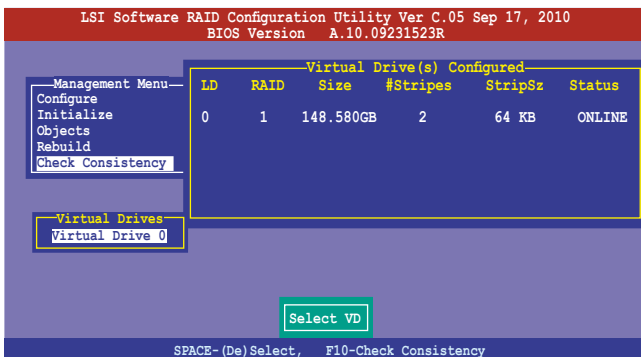 LSI Software RAID Configuration Utility Ver C.05 Sep 17, 2010
BIOS Version A.10.09231523R
Management Menu
Configure
Initialize
Objects
Rebuild
Check Consistency
Virtual Drive(s) Configured
LD RAID Size #Stripes StripSz Status
0 1 148.580GB 2 64 KB ONLINE
Virtual Drives
Virtual Drive 0
Select VD
SPACE-(De)Select, F10-Check Consistency